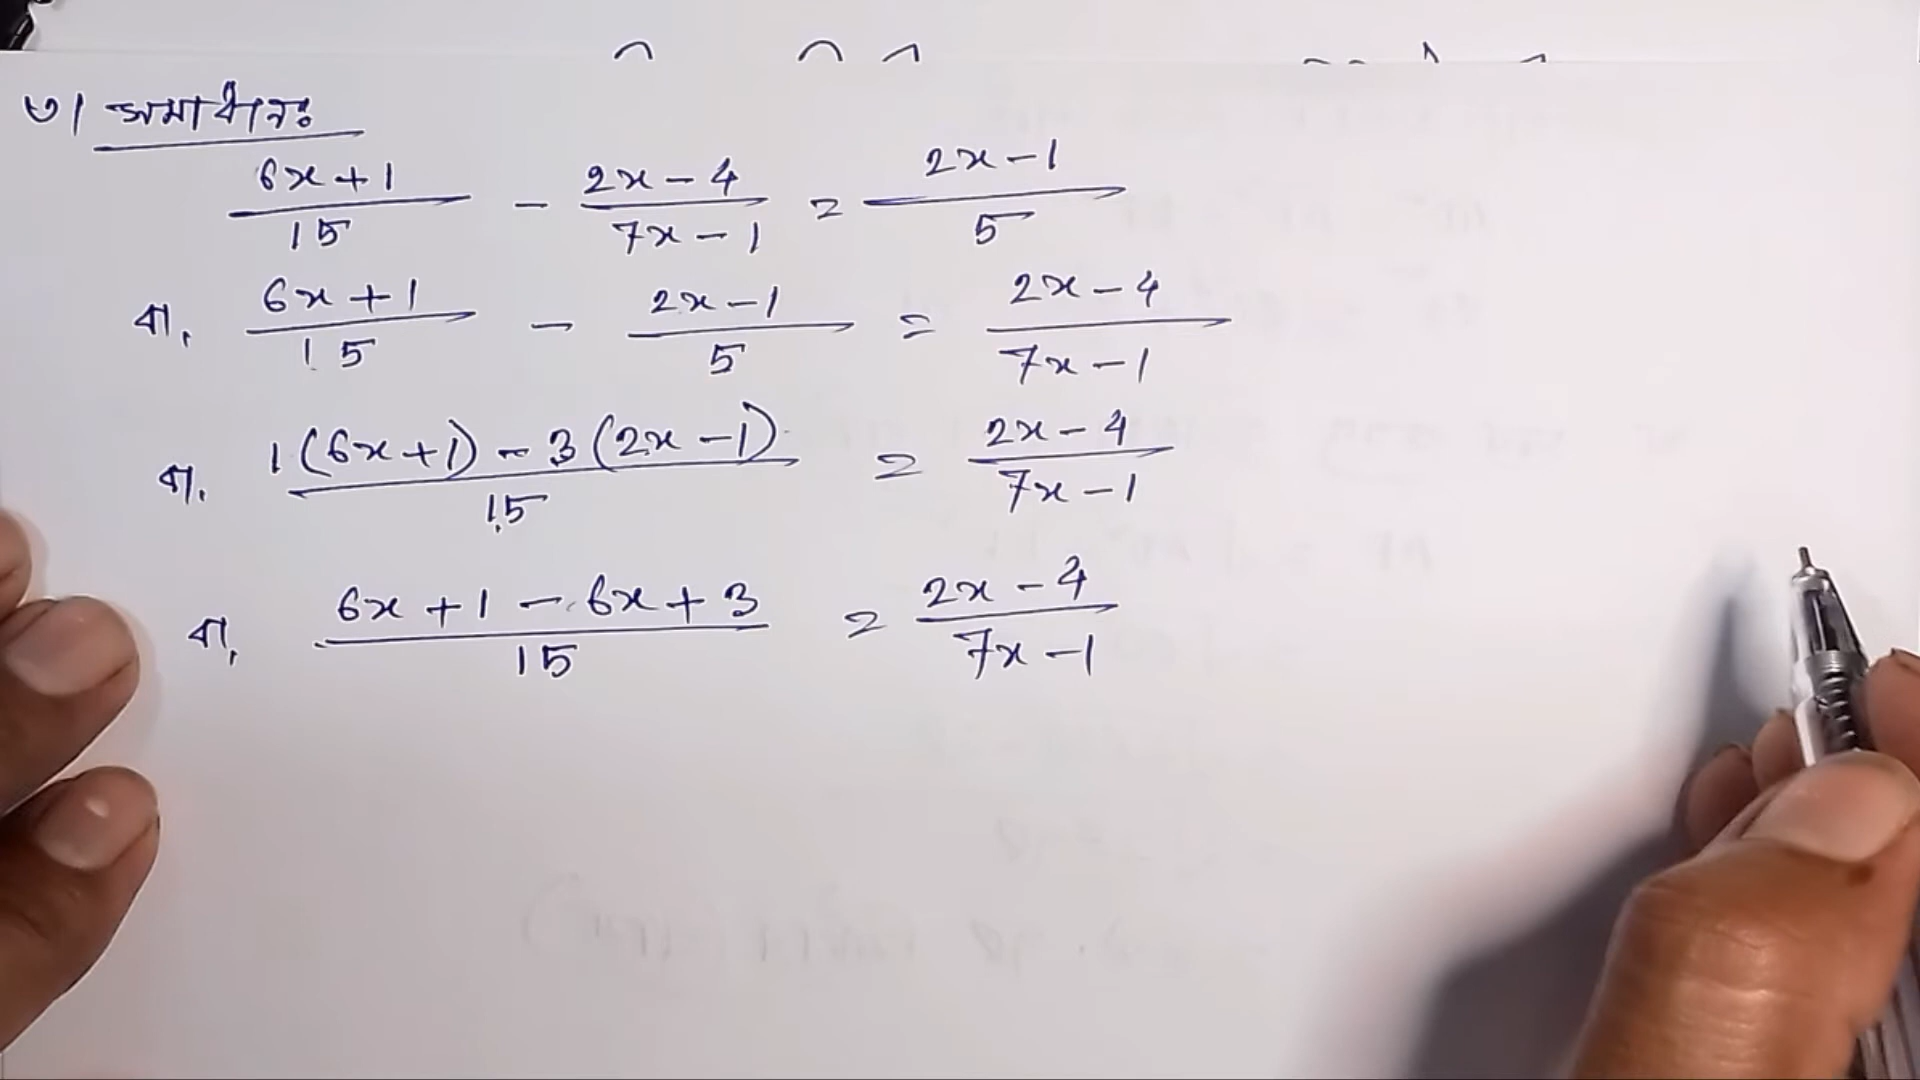 ৩। সমাধানঃ
(6x+1)/15 - (2x-4)/(7x-1) = (2x-1)/5
বা, (6x+1)/15 - (2x-1)/5 = (2x-4)/(7x-1)
বা, (1(6x+1)-3(2x-1))/15 = (2x-4)/(7x-1)
বা, (6x+1-6x+3)/15 = (2x-4)/(7x-1)